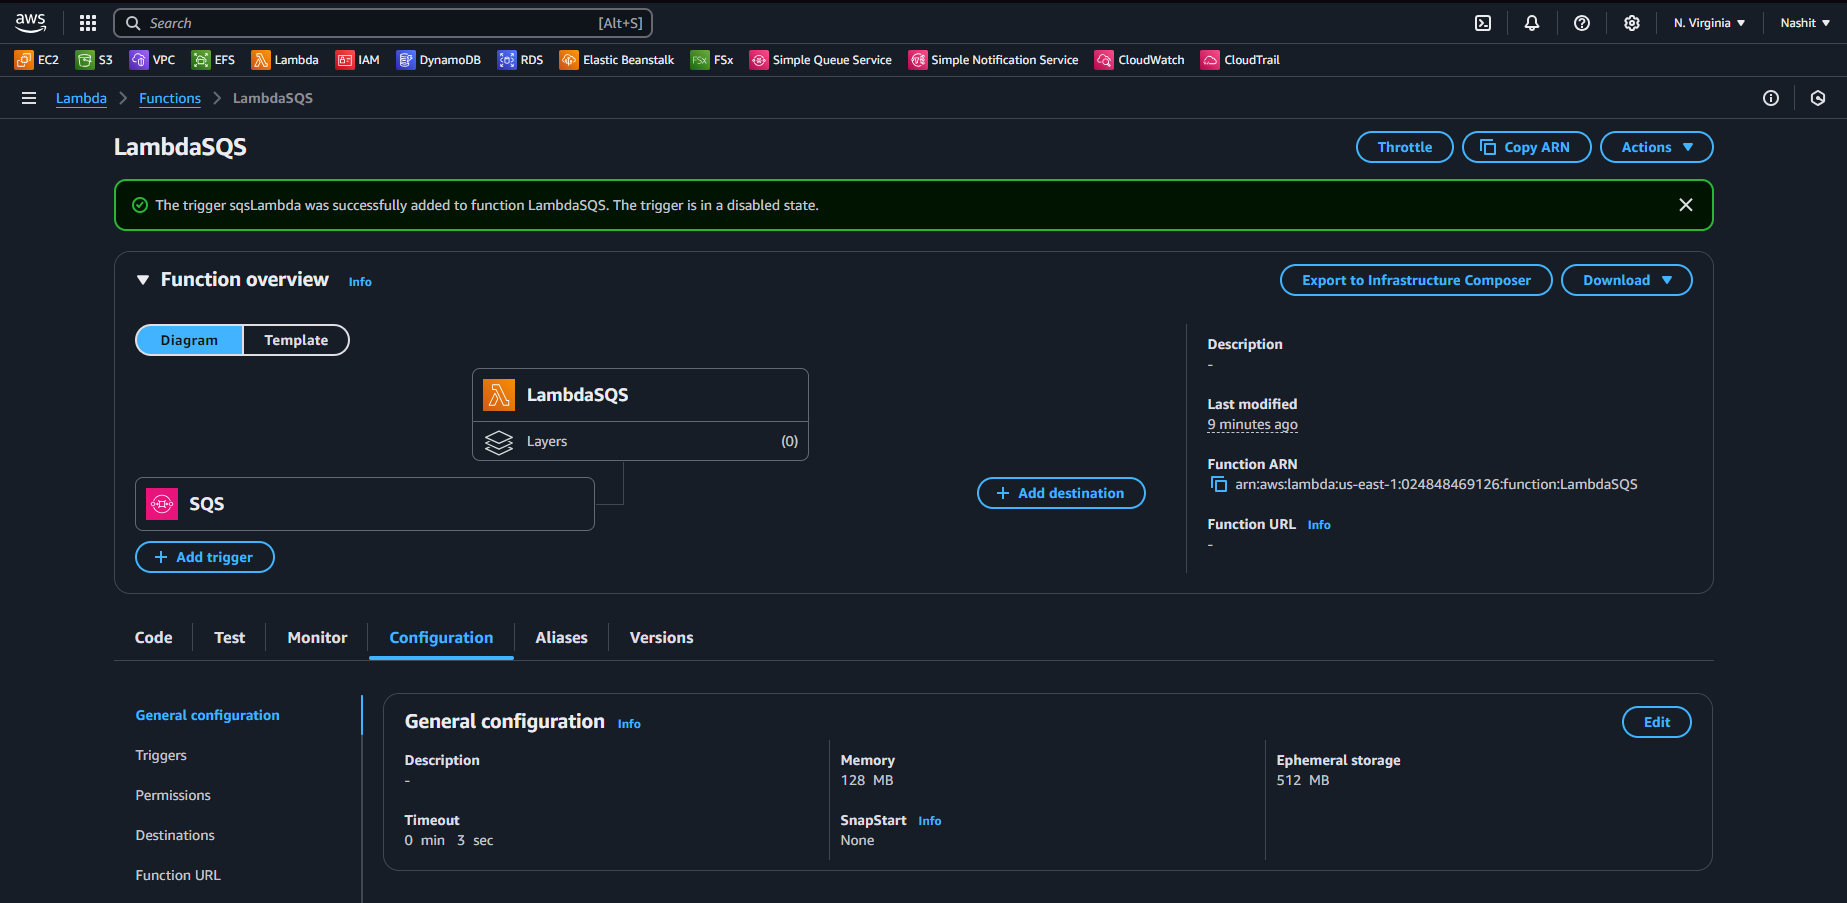 aws Search [Alt+S] N. Virginia Nashit
EC2 S3 VPC EFS Lambda IAM DynamoDB RDS Elastic Beanstalk FSx FSx Simple Queue Service Simple Notification Service CloudWatch CloudTrail
Lambda Functions LambdaSQS
LambdaSQS Throttle Copy ARN Actions
The trigger sqsLambda was successfully added to function LambdaSQS. The trigger is in a disabled state.
Function overview Info Export to Infrastructure Composer Download
Diagram Template
LambdaSQS
Layers (0)
SQS
+ Add trigger
+ Add destination
Description
-
Last modified
9 minutes ago
Function ARN
arn:aws:lambda:us-east-1:024848469126:function:LambdaSQS
Function URL Info
-
Code Test Monitor Configuration Aliases Versions
General configuration
Triggers
Permissions
Destinations
Function URL
General configuration Info Edit
Description
-
Timeout
0 min 3 sec
Memory
128 MB
SnapStart Info
None
Ephemeral storage
512 MB